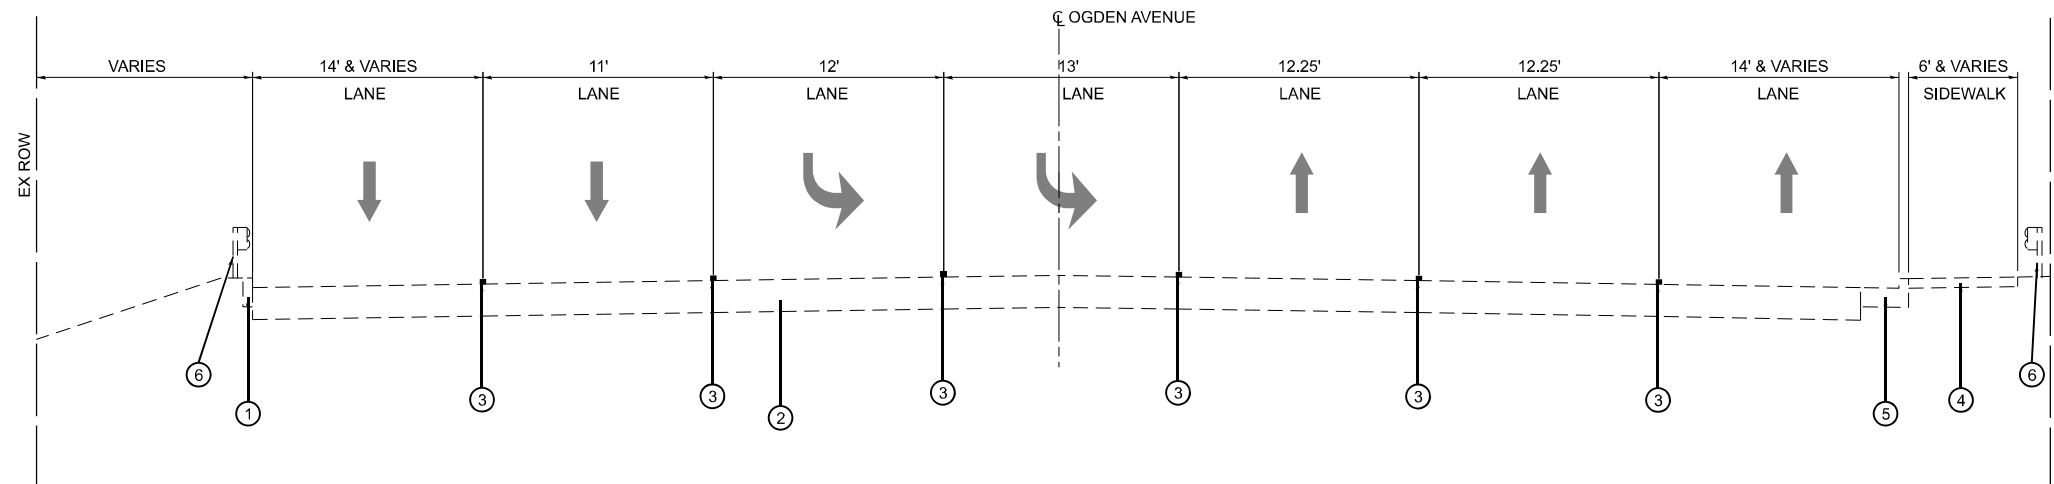 ℄ OGDEN AVENUE
VARIES
14' & VARIES
11'
12'
13'
12.25'
12.25'
14' & VARIES
6' & VARIES
LANE
LANE
LANE
LANE
LANE
LANE
LANE
SIDEWALK
EX ROW
6
1
3
3
2
3
3
3
3
5
4
6